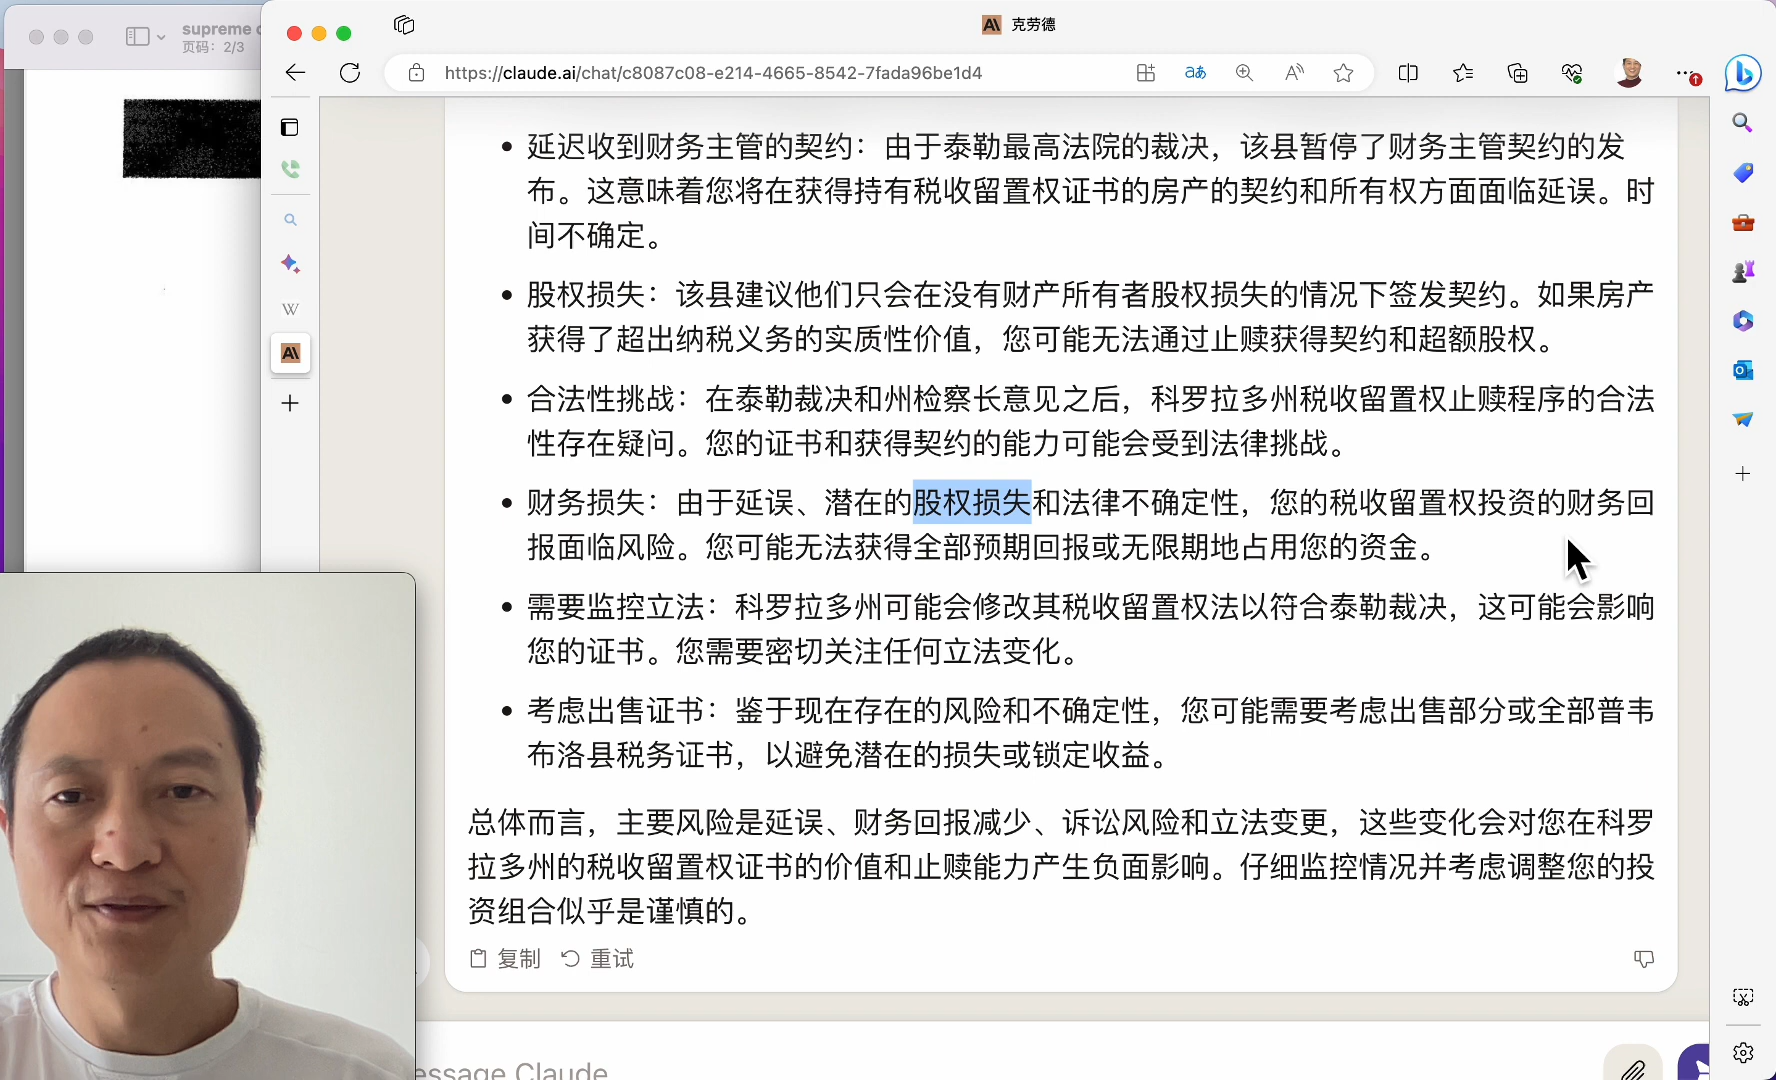 supreme c
页码：2/3
克劳德
https://claude.ai/chat/c8087c08-e214-4665-8542-7fada96be1d4
• 延迟收到财务主管的契约：由于泰勒最高法院的裁决，该县暂停了财务主管契约的发
布。这意味着您将在获得持有税收留置权证书的房产的契约和所有权方面面临延误。时
间不确定。
• 股权损失：该县建议他们只会在没有财产所有者股权损失的情况下签发契约。如果房产
获得了超出纳税义务的实质性价值，您可能无法通过止赎获得契约和超额股权。
• 合法性挑战：在泰勒裁决和州检察长意见之后，科罗拉多州税收留置权止赎程序的合法
性存在疑问。您的证书和获得契约的能力可能会受到法律挑战。
• 财务损失：由于延误、潜在的股权损失和法律不确定性，您的税收留置权投资的财务回
报面临风险。您可能无法获得全部预期回报或无限期地占用您的资金。
• 需要监控立法：科罗拉多州可能会修改其税收留置权法以符合泰勒裁决，这可能会影响
您的证书。您需要密切关注任何立法变化。
• 考虑出售证书：鉴于现在存在的风险和不确定性，您可能需要考虑出售部分或全部普韦
布洛县税务证书，以避免潜在的损失或锁定收益。
总体而言，主要风险是延误、财务回报减少、诉讼风险和立法变更，这些变化会对您在科罗
拉多州的税收留置权证书的价值和止赎能力产生负面影响。仔细监控情况并考虑调整您的投
资组合似乎是谨慎的。
复制 重试
essage Claude